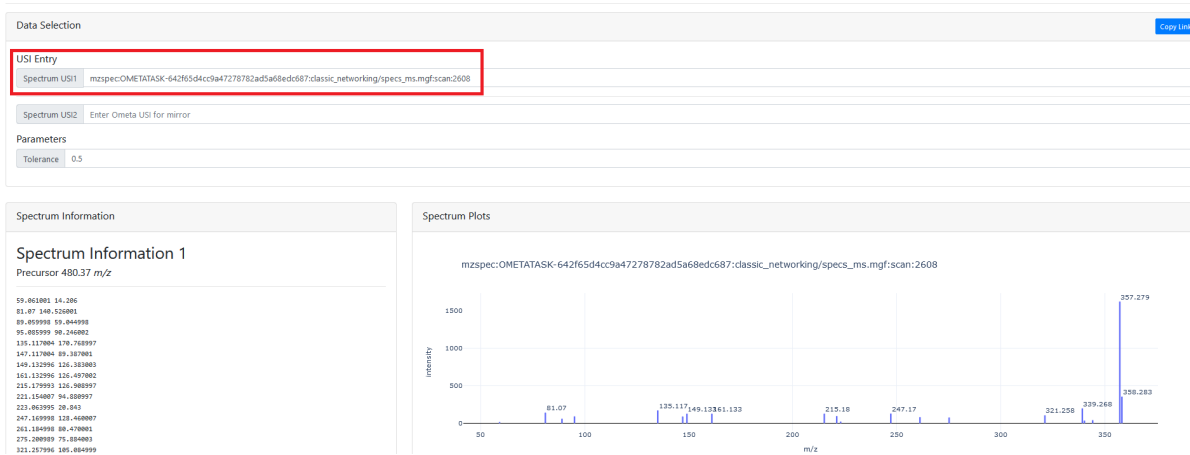 Data Selection
Copy Link
USI Entry
Spectrum USI1 mzspec:OMETATASK-642f65d4cc9a47278782ad5a68edc687:classic_networking/specs_ms.mgf:scan:2608
Spectrum USI2 Enter Ometa USI for mirror
Parameters
Tolerance 0.5
Spectrum Information
Spectrum Information 1
Precursor 480.37 m/z
59.061001 14.206
81.07 140.526001
89.059998 59.044998
95.085999 90.246002
135.117004 170.768997
147.117004 89.387001
149.132996 126.383003
161.132996 126.497002
215.179993 126.908997
221.154007 94.880997
223.063995 20.843
247.169998 128.460007
261.184998 80.470001
275.200989 75.884003
321.257996 105.084999
Spectrum Plots
mzspec:OMETATASK-642f65d4cc9a47278782ad5a68edc687:classic_networking/specs_ms.mgf:scan:2608
357.279
1500
1000
intensity
500
358.283
81.07
135.117
149.133
161.133
215.18
247.17
321.258
339.268
0
50 100 150 200 250 300 350
m/z